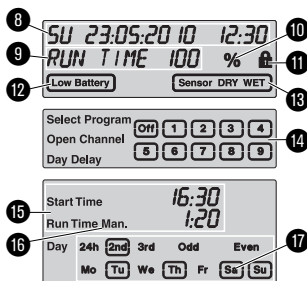 8 SU 23:05:2010 12:30
9 RUN TIME 100 % 10
11
12 Low Battery Sensor DRY WET 13
Select Program Off 1 2 3 4
Open Channel 14
Day Delay 5 6 7 8 9
15 Start Time 16:30
16 Run Time Man. 1:20
Day 24h 2nd 3rd Odd Even 17
Mo Tu We Th Fr Sa Su